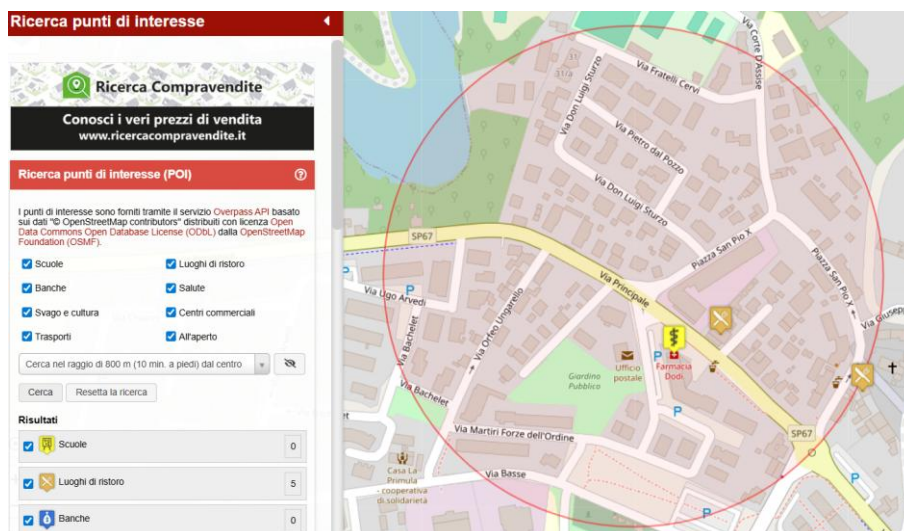 Ricerca punti di interesse
Ricerca Compravendite
Conosci i veri prezzi di vendita
www.ricercacompravendite.it
Ricerca punti di interesse (POI)
I punti di interesse sono forniti tramite il servizio Overpass API basato
sui dati "© OpenStreetMap contributors" distribuiti con licenza Open
Data Commons Open Database License (ODbL) dalla OpenStreetMap
Foundation (OSMF).
Scuole
Luoghi di ristoro
Banche
Salute
Svago e cultura
Centri commerciali
Trasporti
All'aperto
Cerca nel raggio di 800 m (10 min. a piedi) dal centro
Cerca
Resetta la ricerca
Risultati
Scuole 0
Luoghi di ristoro 5
Banche 0
Via Corte D'Assise
Via Fratelli Cervi
31
31/a
Via Don Luigi Sturzo
Via Pietro dal Pozzo
Via Don Luigi Sturzo
SP67
Piazza San Pio X
Piazza San Pio X
Via Principale
P
Via Ugo Arvedi
Via Orfeo Ungarello
Via Bachelet
Via Giusepp
P
Ufficio
postale
Farmacia
Dodi
Giardino
Pubblico
Via Bachelet
P
Via Martiri Forze dell'Ordine
SP67
P
Casa La
Primula
- cooperativa
di solidarietà
Via Basse
P
P